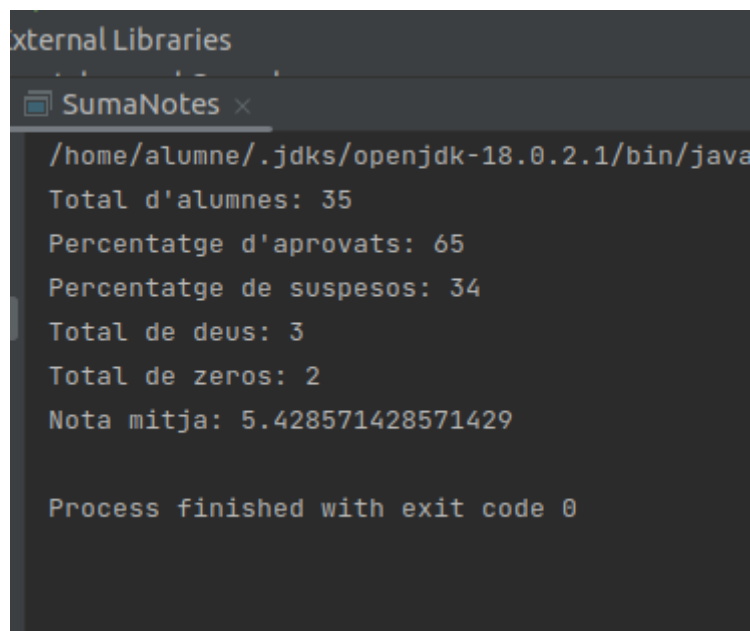 External Libraries
SumaNotes ×
/home/alumne/.jdks/openjdk-18.0.2.1/bin/java
Total d'alumnes: 35
Percentatge d'aprovats: 65
Percentatge de suspesos: 34
Total de deus: 3
Total de zeros: 2
Nota mitja: 5.428571428571429
Process finished with exit code 0